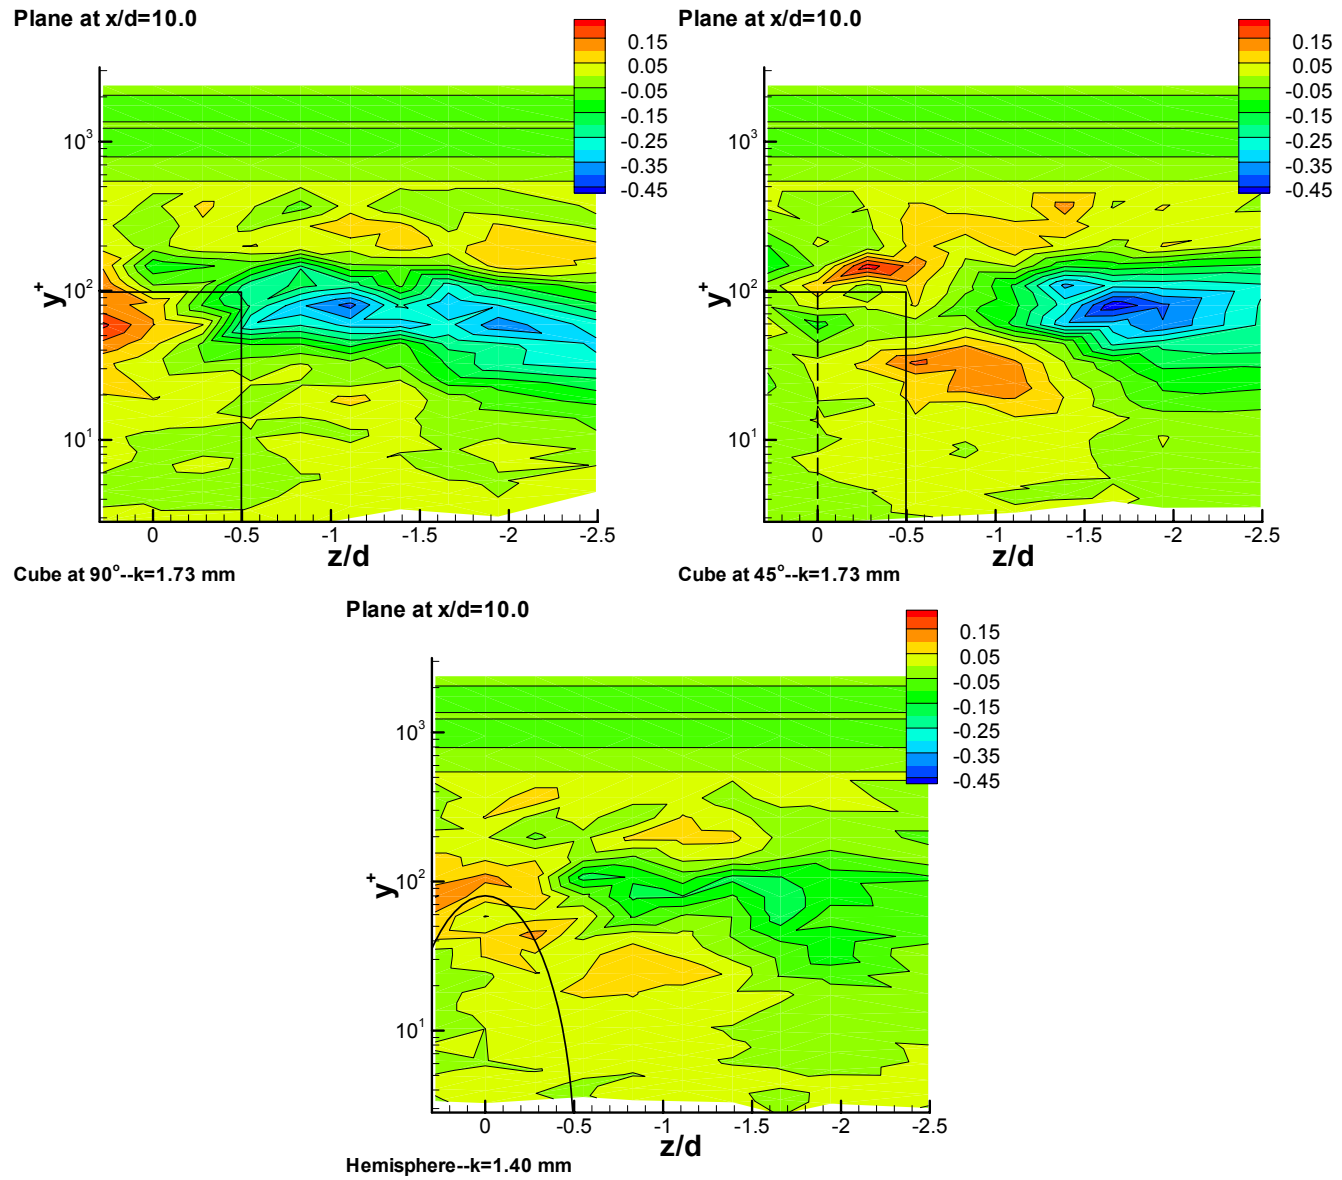 Plane at x/d=10.0
0.15
0.05
-0.05
-0.15
-0.25
-0.35
-0.45
10³
10²
10¹
y⁺
0 -0.5 -1 -1.5 -2 -2.5
z/d
Cube at 90°--k=1.73 mm
Plane at x/d=10.0
0.15
0.05
-0.05
-0.15
-0.25
-0.35
-0.45
10³
10²
10¹
y⁺
0 -0.5 -1 -1.5 -2 -2.5
z/d
Cube at 45°--k=1.73 mm
Plane at x/d=10.0
0.15
0.05
-0.05
-0.15
-0.25
-0.35
-0.45
10³
10²
10¹
y⁺
0 -0.5 -1 -1.5 -2 -2.5
z/d
Hemisphere--k=1.40 mm